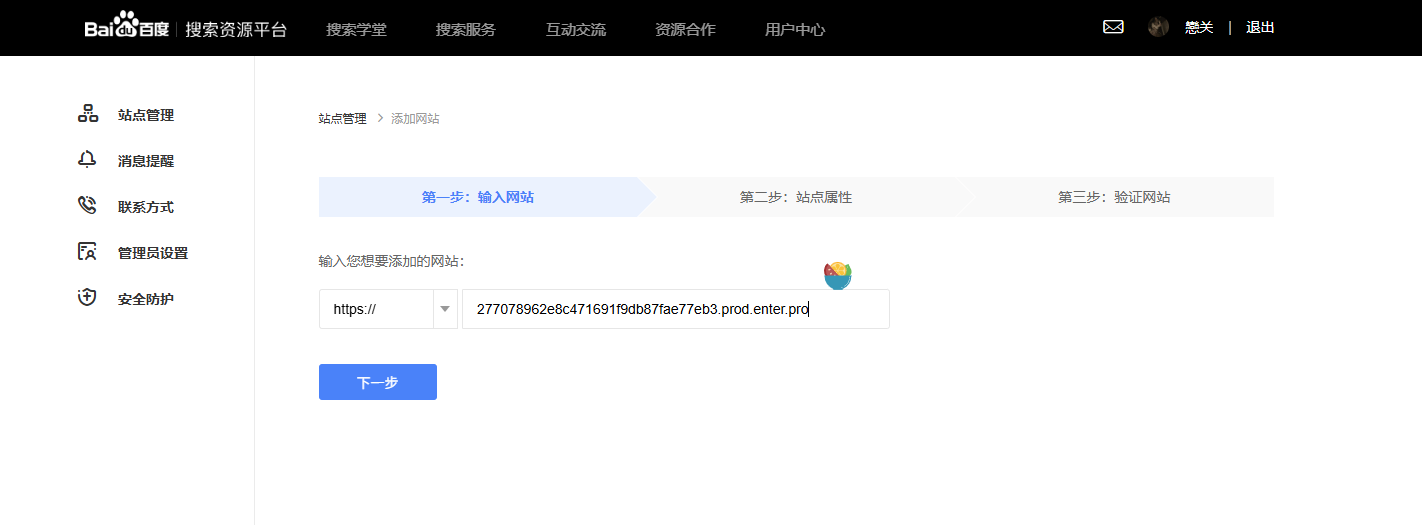 Bai du 百度 | 搜索资源平台 搜索学堂 搜索服务 互动交流 资源合作 用户中心 戀关 | 退出
站点管理
消息提醒
联系方式
管理员设置
安全防护
站点管理 > 添加网站
第一步：输入网站 第二步：站点属性 第三步：验证网站
输入您想要添加的网站：
https:// 277078962e8c471691f9db87fae77eb3.prod.enter.pro
下一步